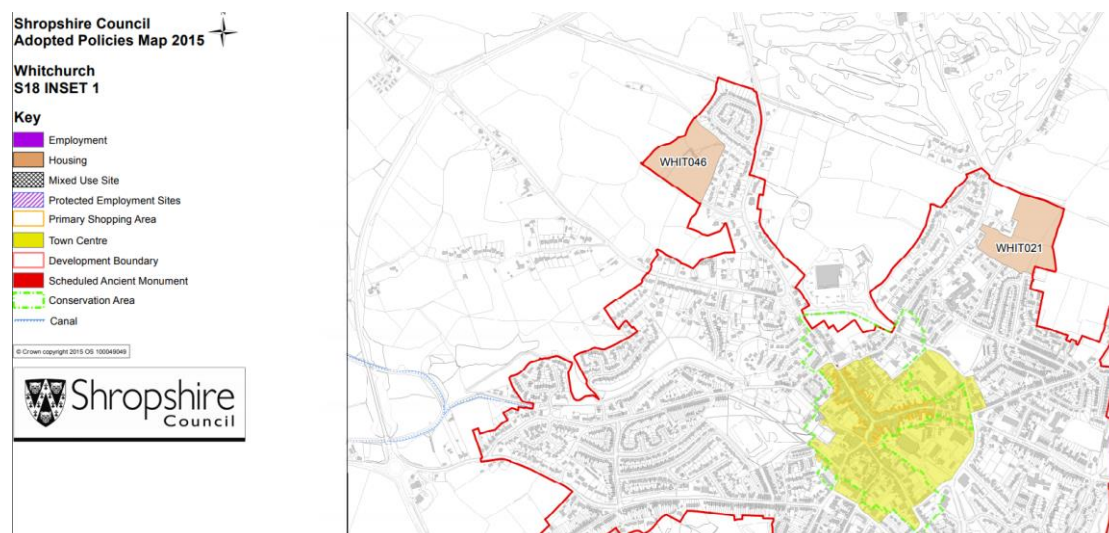 Shropshire Council
Adopted Policies Map 2015
Whitchurch
S18 INSET 1
Key
Employment
Housing
Mixed Use Site
Protected Employment Sites
Primary Shopping Area
Town Centre
Development Boundary
Scheduled Ancient Monument
Conservation Area
Canal
© Crown copyright 2015 OS 100049049
Shropshire
Council
WHIT046
WHIT021